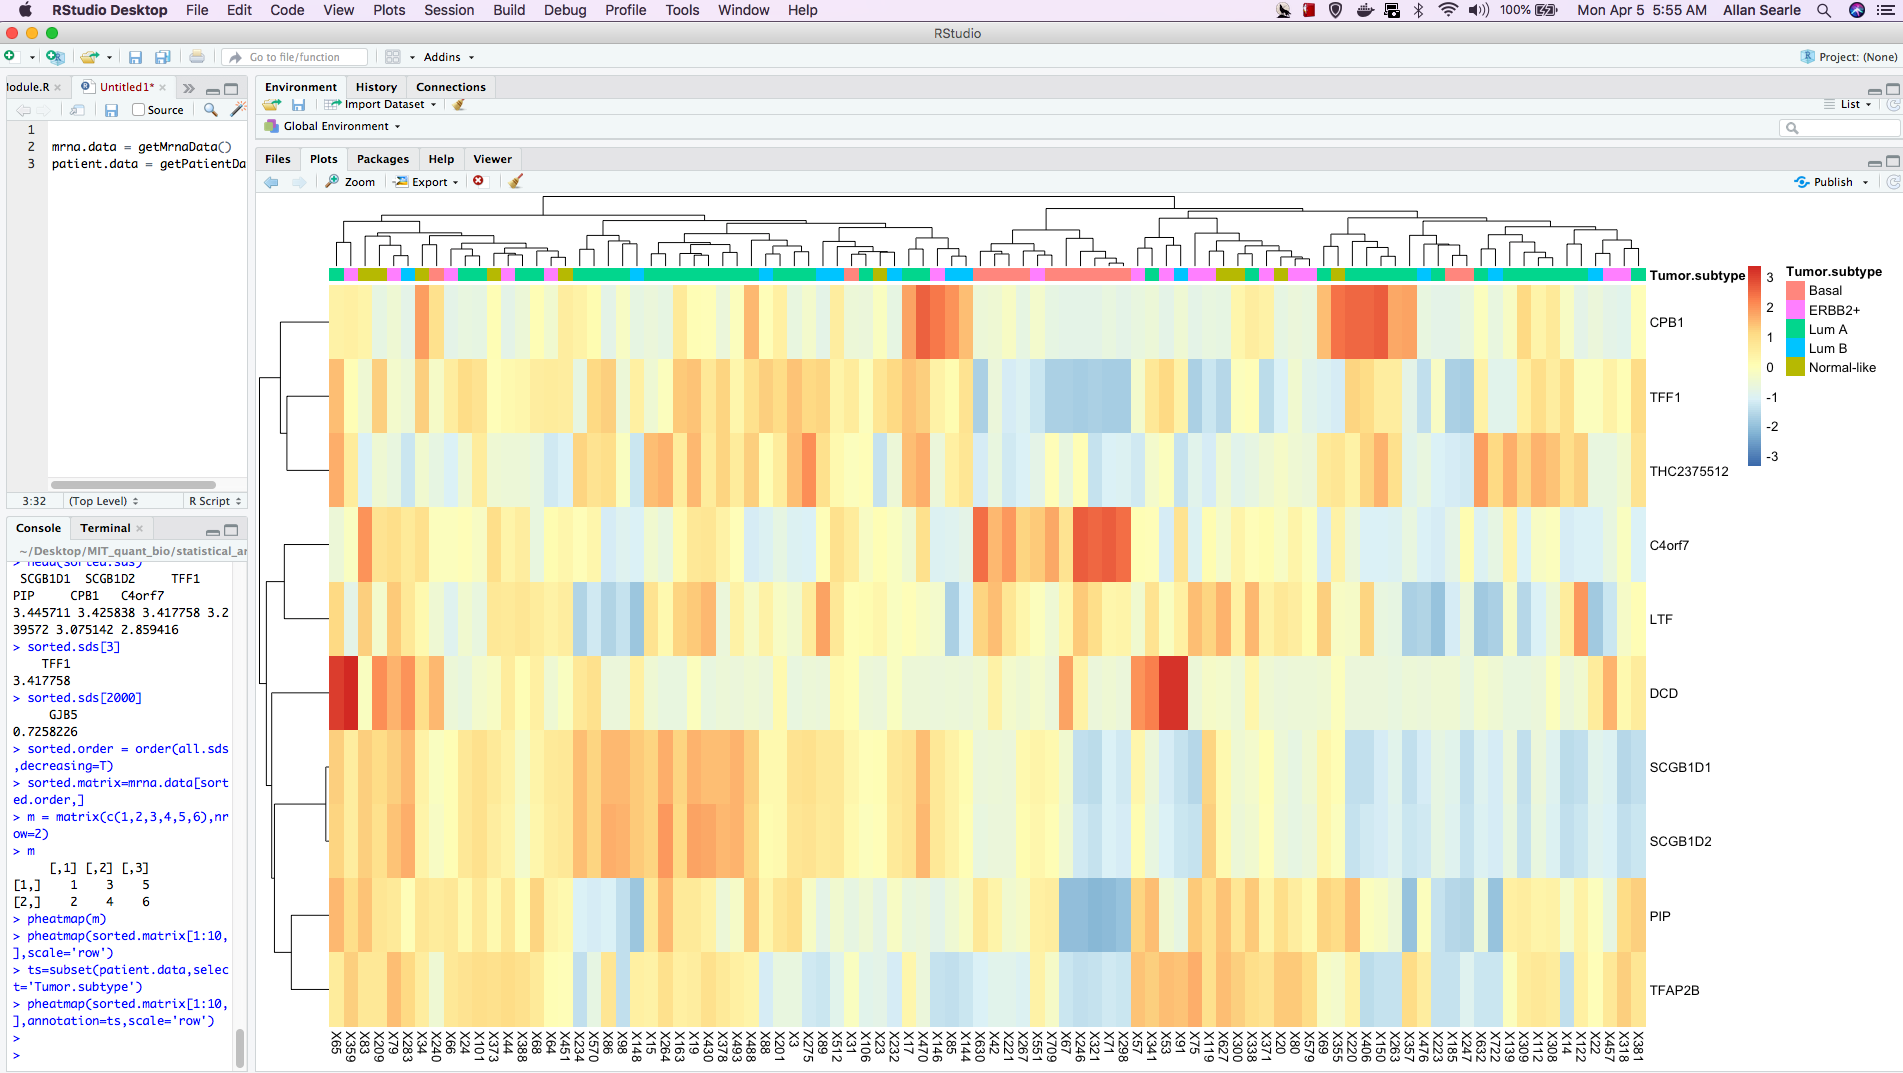 RStudio Desktop File Edit Code View Plots Session Build Debug Profile Tools Window Help 100% Mon Apr 5 5:55 AM Allan Searle
RStudio
Go to file/function Addins Project: (None)
lodule.R Untitled1*
Source
1
2 mrna.data = getMrnaData()
3 patient.data = getPatientDa
3:32 (Top Level) R Script
Console Terminal
~/Desktop/MIT_quant_bio/statistical_ar
> head(sorted.sds)
SCGB1D1 SCGB1D2 TFF1
PIP CPB1 C4orf7
3.445711 3.425838 3.417758 3.2
39572 3.075142 2.859416
> sorted.sds[3]
TFF1
3.417758
> sorted.sds[2000]
GJB5
0.7258226
> sorted.order = order(all.sds
,decreasing=T)
> sorted.matrix=mrna.data[sort
ed.order,]
> m = matrix(c(1,2,3,4,5,6),nr
ow=2)
> m
[,1] [,2] [,3]
[1,] 1 3 5
[2,] 2 4 6
> pheatmap(m)
> pheatmap(sorted.matrix[1:10,
],scale='row')
> ts=subset(patient.data,selec
t='Tumor.subtype')
> pheatmap(sorted.matrix[1:10,
],annotation=ts,scale='row')
>
>
Environment History Connections
Import Dataset List
Global Environment
Files Plots Packages Help Viewer
Zoom Export Publish
Tumor.subtype
CPB1
TFF1
THC2375512
C4orf7
LTF
DCD
SCGB1D1
SCGB1D2
PIP
TFAP2B
3
2
1
0
-1
-2
-3
Tumor.subtype
Basal
ERBB2+
Lum A
Lum B
Normal-like
X65 X359 X83 X209 X79 X283 X34 X240 X66 X24 X101 X373 X44 X388 X68 X64 X451 X234 X570 X86 X98 X148 X15 X264 X163 X19 X430 X378 X493 X488 X88 X201 X3 X275 X89 X512 X31 X106 X23 X232 X17 X470 X146 X85 X144 X630 X42 X221 X267 X551 X709 X67 X246 X321 X71 X298 X57 X341 X53 X91 X75 X119 X627 X300 X338 X371 X20 X80 X579 X69 X355 X220 X406 X150 X263 X357 X476 X223 X185 X247 X632 X722 X139 X309 X112 X308 X14 X122 X22 X457 X318 X381